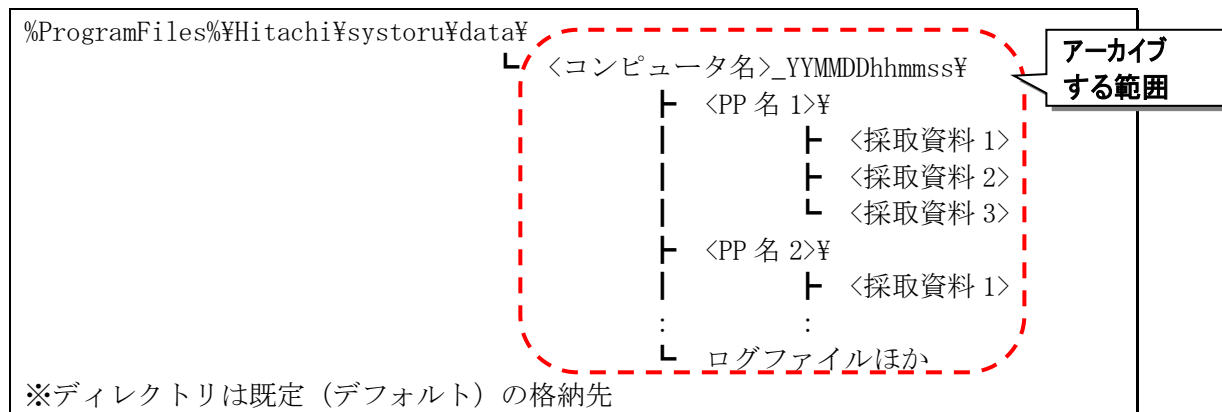 %ProgramFiles%¥Hitachi¥systoru¥data¥
┗ <コンピュータ名>_YYMMDDhhmmss¥
┣ <PP 名 1>¥
┃ ┣ <採取資料 1>
┃ ┣ <採取資料 2>
┃ ┗ <採取資料 3>
┣ <PP 名 2>¥
┃ ┣ <採取資料 1>
: :
┗ ログファイルほか
※ディレクトリは既定（デフォルト）の格納先
アーカイブ
する範囲